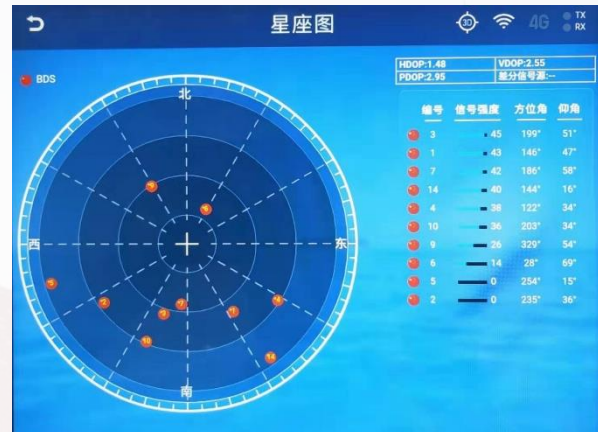 星座图
3D
4G
TX
RX
BDS
HDOP:1.48 VDOP:2.55
PDOP:2.95 差分信号源:--
编号 信号强度 方位角 仰角
3 45 199° 51°
1 43 146° 47°
7 42 186° 58°
14 40 144° 16°
4 38 122° 34°
10 36 203° 34°
9 26 329° 54°
6 14 28° 69°
5 0 254° 15°
2 0 235° 36°
北
西
东
南